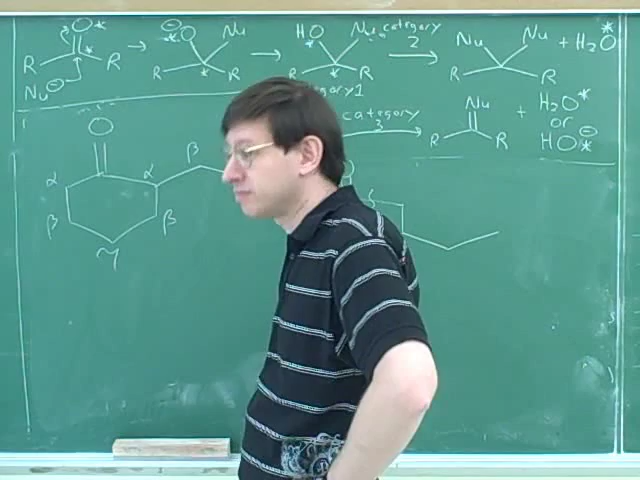 O* * → ⊖O* Nu → HO* Nu category 2 → Nu Nu + H₂O*
R R R * R R * R R R
Nu⊖ category 1
category 3 → Nu + H₂O* or HO⊖*
R R
O
α α β
β β
γ